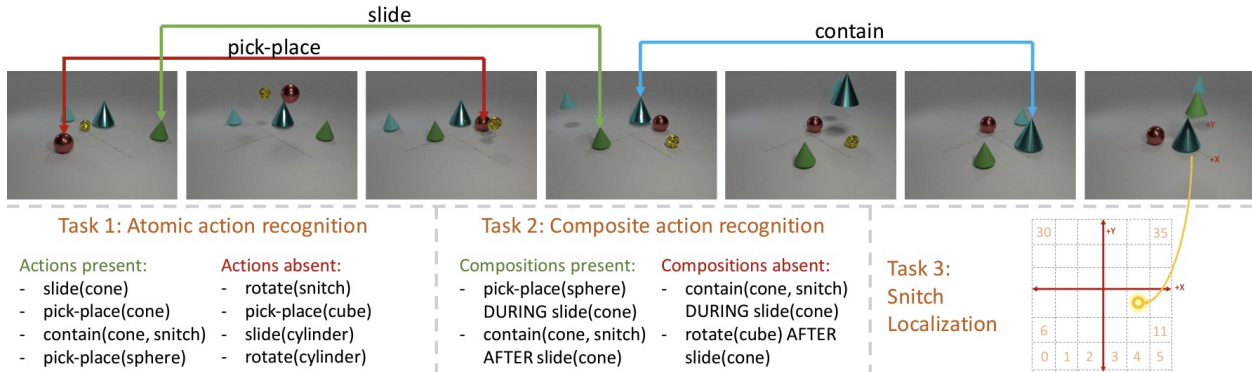 slide
pick-place
contain
+Y
+X
Task 1: Atomic action recognition
Actions present:
- slide(cone)
- pick-place(cone)
- contain(cone, snitch)
- pick-place(sphere)
Actions absent:
- rotate(snitch)
- pick-place(cube)
- slide(cylinder)
- rotate(cylinder)
Task 2: Composite action recognition
Compositions present:
- pick-place(sphere)
DURING slide(cone)
- contain(cone, snitch)
AFTER slide(cone)
Compositions absent:
- contain(cone, snitch)
DURING slide(cone)
- rotate(cube) AFTER
slide(cone)
Task 3:
Snitch
Localization
30 35
+Y
+X
6 11
0 1 2 3 4 5